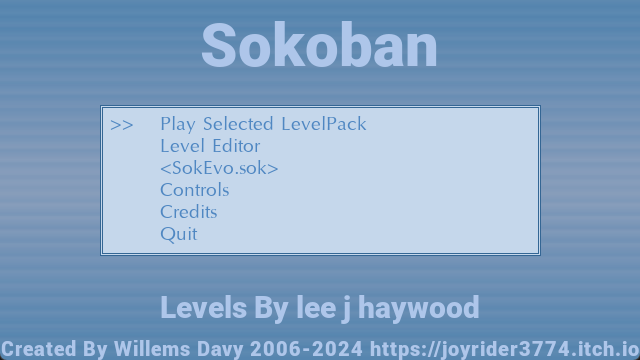 Sokoban
>> Play Selected LevelPack
Level Editor
<SokEvo.sok>
Controls
Credits
Quit
Levels By lee j haywood
Created By Willems Davy 2006-2024 https://joyrider3774.itch.io